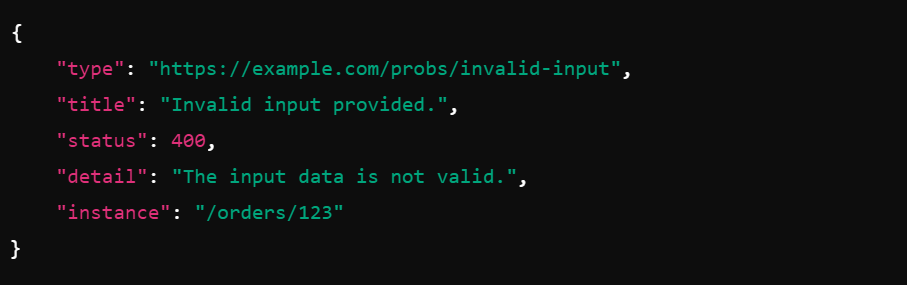 {
    "type": "https://example.com/probs/invalid-input",
    "title": "Invalid input provided.",
    "status": 400,
    "detail": "The input data is not valid.",
    "instance": "/orders/123"
}